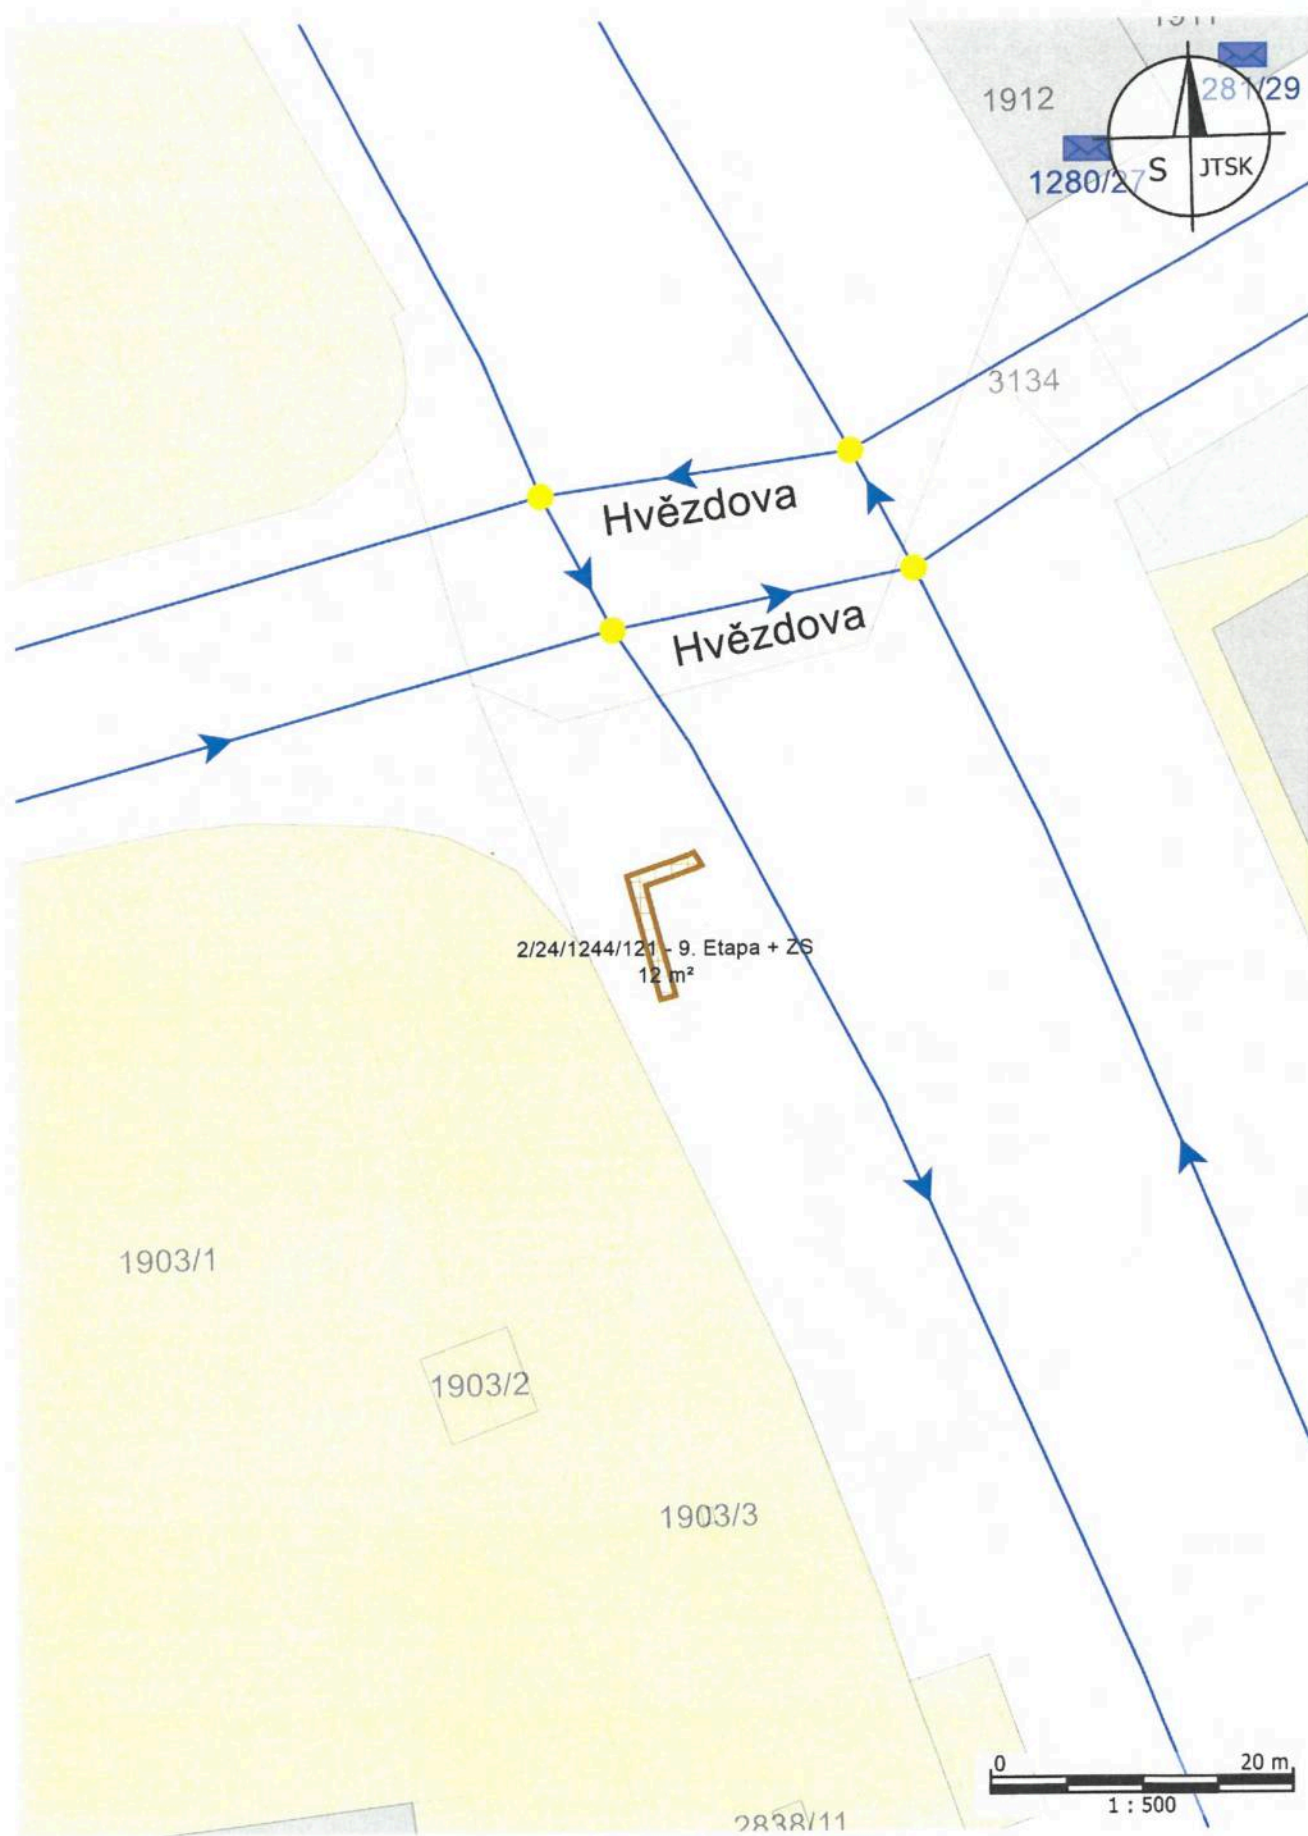 1911
281/29
1912
1280/27
S JTSK
3134
Hvězdova
Hvězdova
2/24/1244/121 - 9. Etapa + ZS
12 m²
1903/1
1903/2
1903/3
0 20 m
1 : 500
2838/11